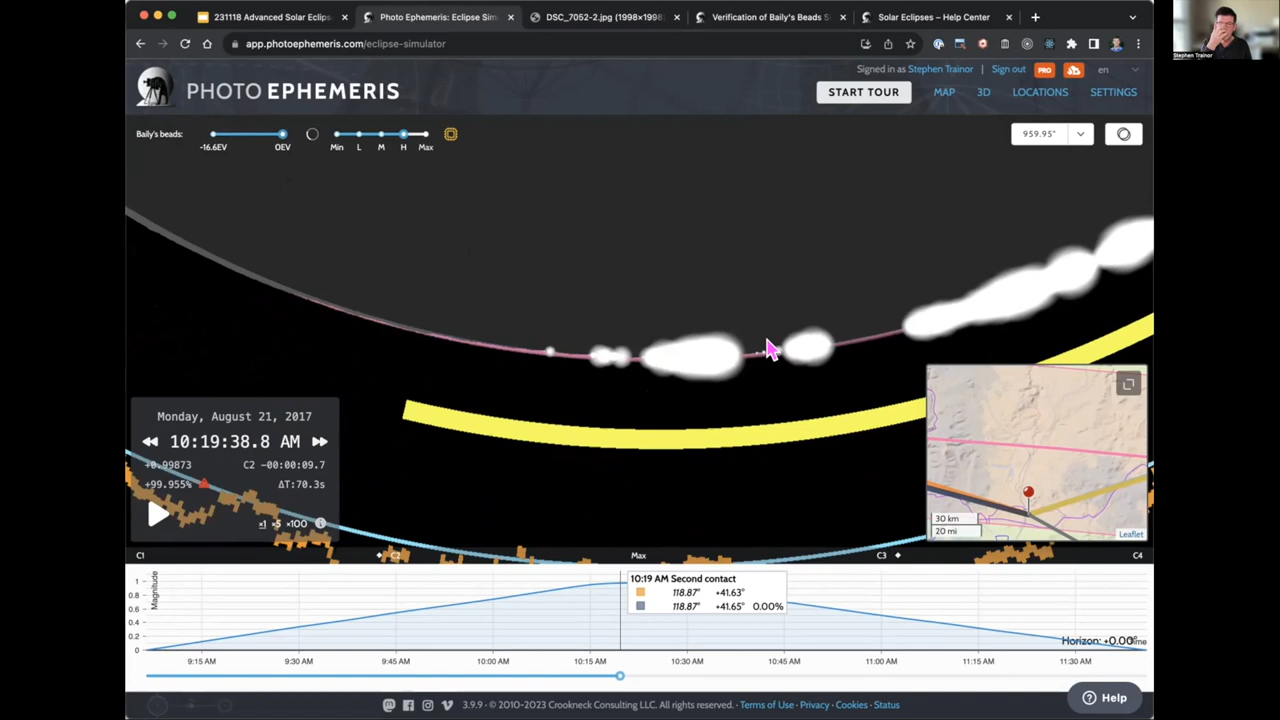 231118 Advanced Solar Eclips
Photo Ephemeris: Eclipse Sim
DSC_7052-2.jpg (1998×1998)
Verification of Baily's Beads S
Solar Eclipses – Help Center
app.photoephemeris.com/eclipse-simulator
Stephen Trainor
Signed in as Stephen Trainor | Sign out PRO en
PHOTO EPHEMERIS
START TOUR MAP 3D LOCATIONS SETTINGS
Baily's beads:
-16.6EV 0EV
Min L M H Max
959.95"
Monday, August 21, 2017
10:19:38.8 AM
+0.99873 C2 -00:00:09.7
+99.955% ΔT:70.3s
×1 ×5 ×100
30 km
20 mi
Leaflet
C1 C2 Max C3 C4
10:19 AM Second contact
118.87° +41.63°
118.87° +41.65° 0.00%
Magnitude
1
0.8
0.6
0.4
0.2
0
Horizon: +0.00°
9:15 AM 9:30 AM 9:45 AM 10:00 AM 10:15 AM 10:30 AM 10:45 AM 11:00 AM 11:15 AM 11:30 AM
3.9.9 · © 2010-2023 Crookneck Consulting LLC. All rights reserved. · Terms of Use · Privacy · Cookies · Status
Help